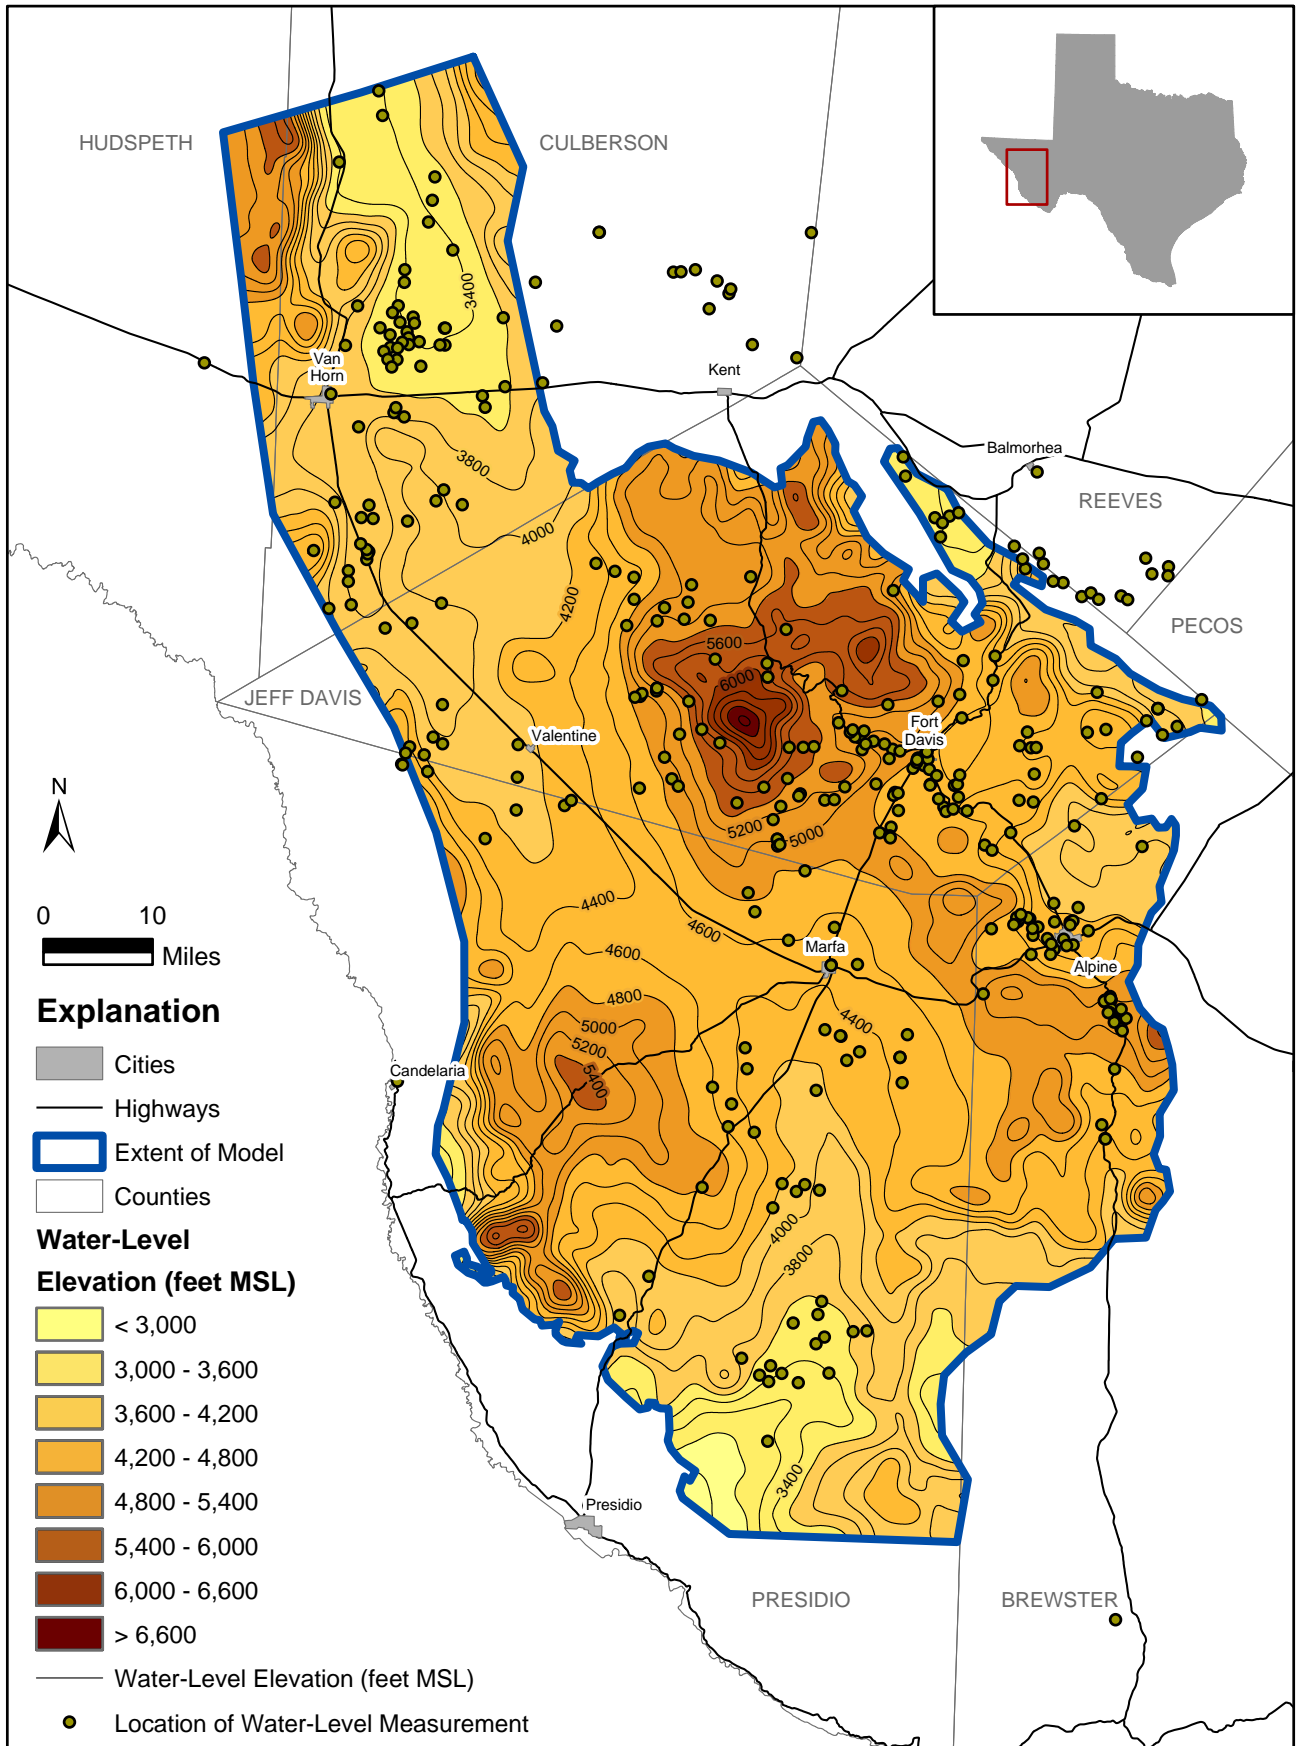 HUDSPETH
CULBERSON
3400
Van
Horn
Kent
3800
Balmorhea
REEVES
4000
4200
PECOS
5600
6000
JEFF DAVIS
Fort
Davis
Valentine
N
5200
5000
4400
4600
Marfa
4600
Alpine
0 10
Miles
4800
5000
4400
5200
5400
Candelaria
4000
3800
3400
Presidio
PRESIDIO
BREWSTER
Explanation
Cities
Highways
Extent of Model
Counties
Water-Level
Elevation (feet MSL)
< 3,000
3,000 - 3,600
3,600 - 4,200
4,200 - 4,800
4,800 - 5,400
5,400 - 6,000
6,000 - 6,600
> 6,600
Water-Level Elevation (feet MSL)
Location of Water-Level Measurement